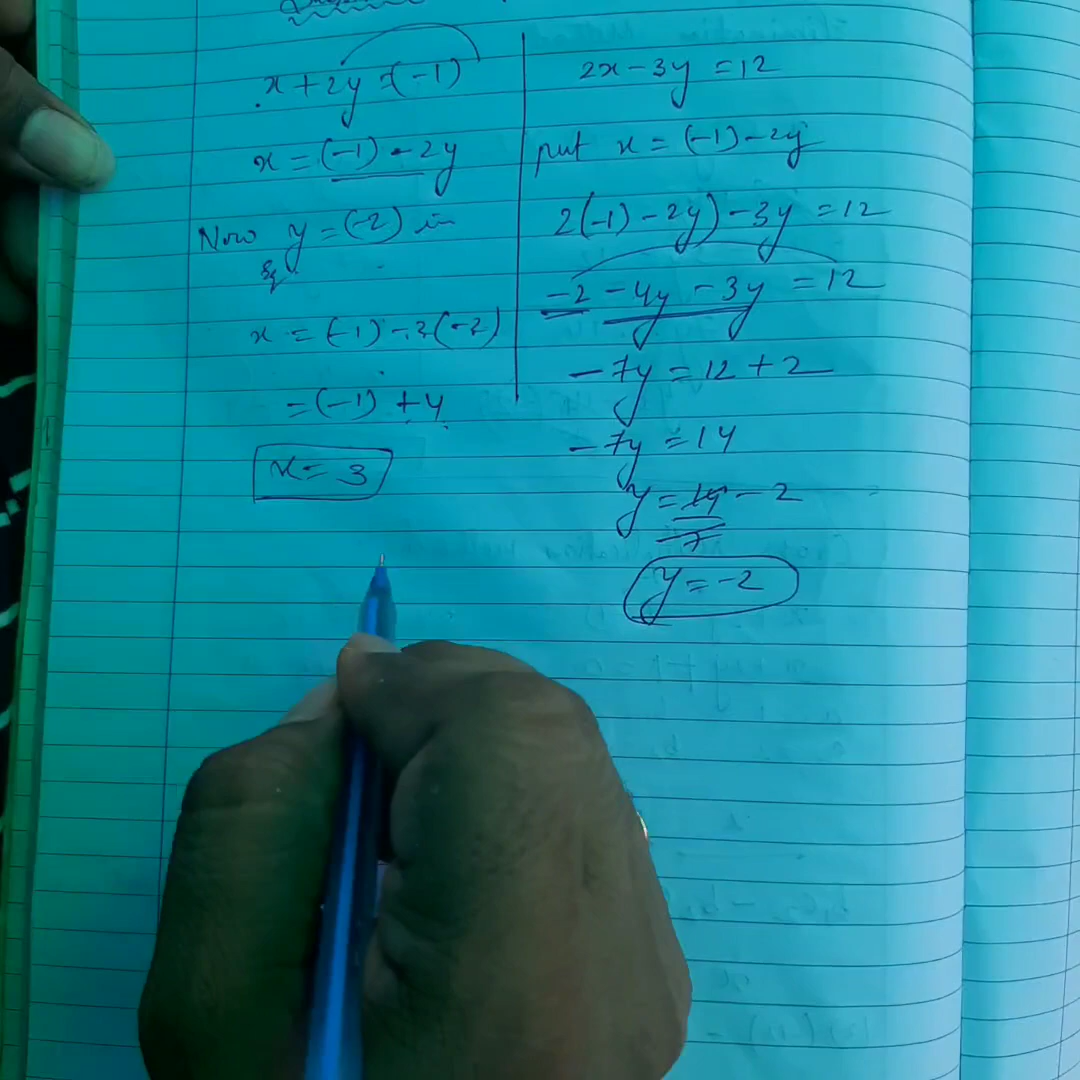 x + 2y = (-1)
x = (-1) - 2y
Now y = (-2) in
eq
x = (-1) - 2(-2)
= (-1) + 4
x = 3
2x - 3y = 12
put x = (-1) - 2y
2(-1) - 2y) - 3y = 12
-2 - 4y - 3y = 12
-7y = 12 + 2
-7y = 14
y = 14 - 2
-7
y = -2